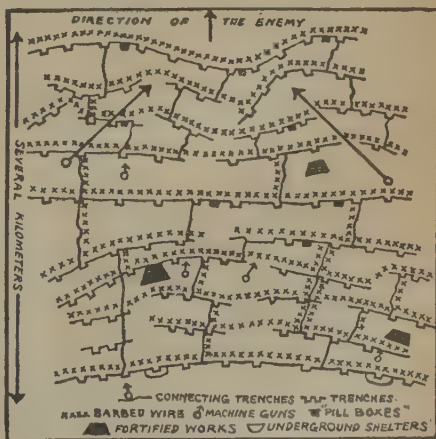 DIRECTION OF THE ENEMY
SEVERAL KILOMETERS
CONNECTING TRENCHES TRENCHES.
BARBED WIRE MACHINE GUNS "PILL BOXES"
FORTIFIED WORKS UNDERGROUND SHELTERS